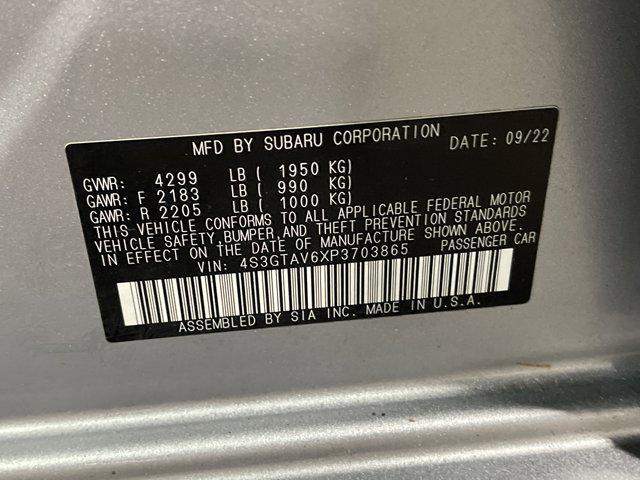 MFD BY SUBARU CORPORATION DATE: 09/22
GVWR: 4299 LB ( 1950 KG)
GAWR: F 2183 LB ( 990 KG)
GAWR: R 2205 LB ( 1000 KG)
THIS VEHICLE CONFORMS TO ALL APPLICABLE FEDERAL MOTOR
VEHICLE SAFETY, BUMPER, AND THEFT PREVENTION STANDARDS
IN EFFECT ON THE DATE OF MANUFACTURE SHOWN ABOVE.
VIN: 4S3GTAV6XP3703865 PASSENGER CAR
ASSEMBLED BY SIA INC. MADE IN U.S.A.